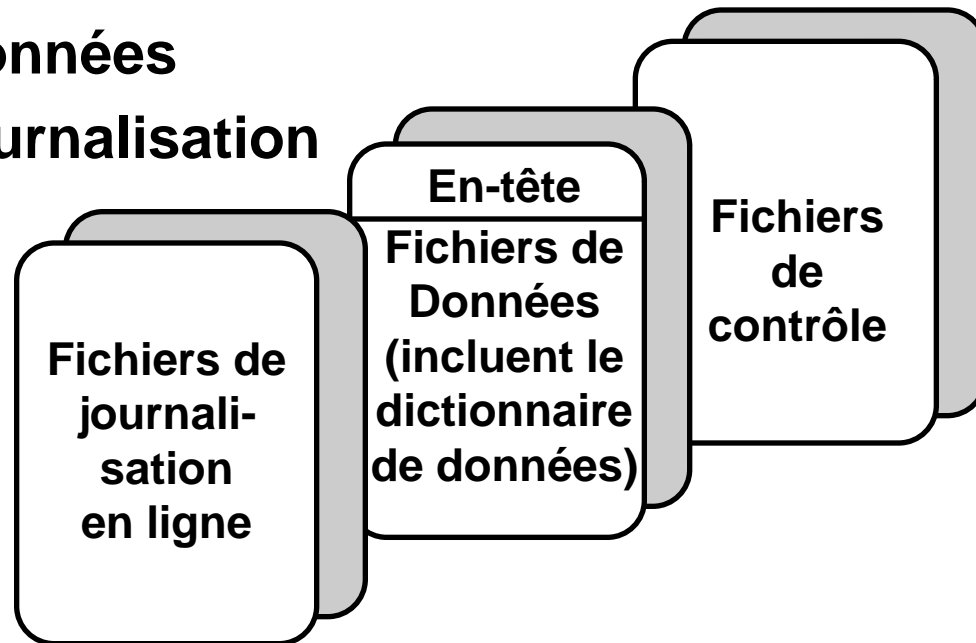 onnées
urnalisation
En-tête
Fichiers de
Données
(incluent le
dictionnaire
de données)
Fichiers
de
contrôle
Fichiers de
journali-
sation
en ligne